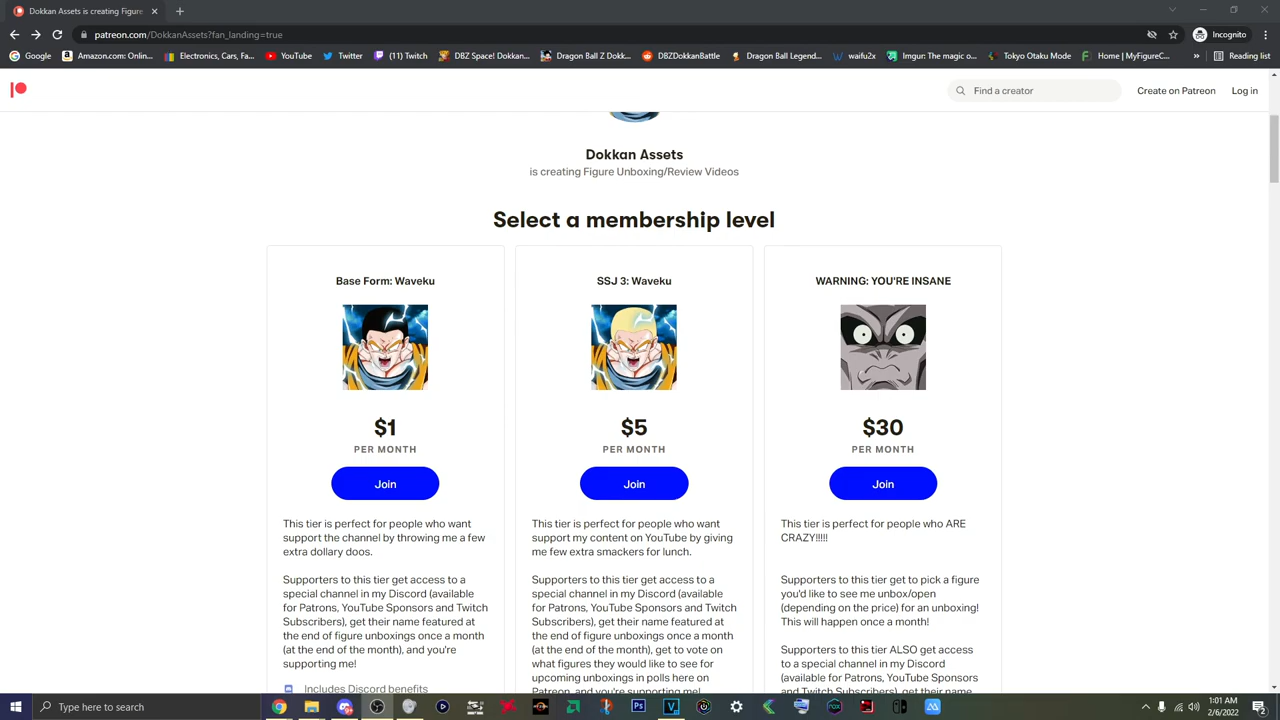 Dokkan Assets is creating Figure
patreon.com/DokkanAssets?fan_landing=true
Incognito
Google
Amazon.com: Onlin...
Electronics, Cars, Fa...
YouTube
Twitter
(11) Twitch
DBZ Space! Dokkan...
Dragon Ball Z Dokk...
DBZDokkanBattle
Dragon Ball Legend...
waifu2x
Imgur: The magic o...
Tokyo Otaku Mode
Home | MyFigureC...
»
Reading list
Find a creator
Create on Patreon
Log in
Dokkan Assets
is creating Figure Unboxing/Review Videos
Select a membership level
Base Form: Waveku
$1
PER MONTH
Join
This tier is perfect for people who want
support the channel by throwing me a few
extra dollary doos.
Supporters to this tier get access to a
special channel in my Discord (available
for Patrons, YouTube Sponsors and Twitch
Subscribers), get their name featured at
the end of figure unboxings once a month
(at the end of the month), and you're
supporting me!
Includes Discord benefits
SSJ 3: Waveku
$5
PER MONTH
Join
This tier is perfect for people who want
support my content on YouTube by giving
me few extra smackers for lunch.
Supporters to this tier get access to a
special channel in my Discord (available
for Patrons, YouTube Sponsors and Twitch
Subscribers), get their name featured at
the end of figure unboxings once a month
(at the end of the month), get to vote on
what figures they would like to see for
upcoming unboxings in polls here on
Patreon, and you're supporting me!
WARNING: YOU'RE INSANE
$30
PER MONTH
Join
This tier is perfect for people who ARE
CRAZY!!!!!
Supporters to this tier get to pick a figure
you'd like to see me unbox/open
(depending on the price) for an unboxing!
This will happen once a month!
Supporters to this tier ALSO get access
to a special channel in my Discord
(available for Patrons, YouTube Sponsors
and Twitch Subscribers), get their name
Type here to search
1:01 AM
2/6/2022